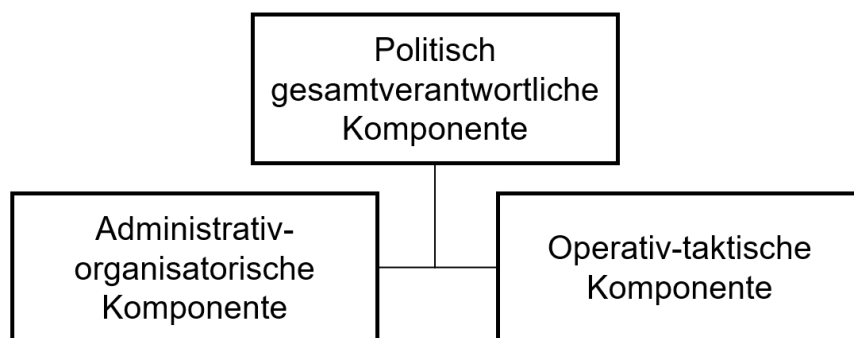 Politisch
gesamtverantwortliche
Komponente
Administrativ-
organisatorische
Komponente
Operativ-taktische
Komponente